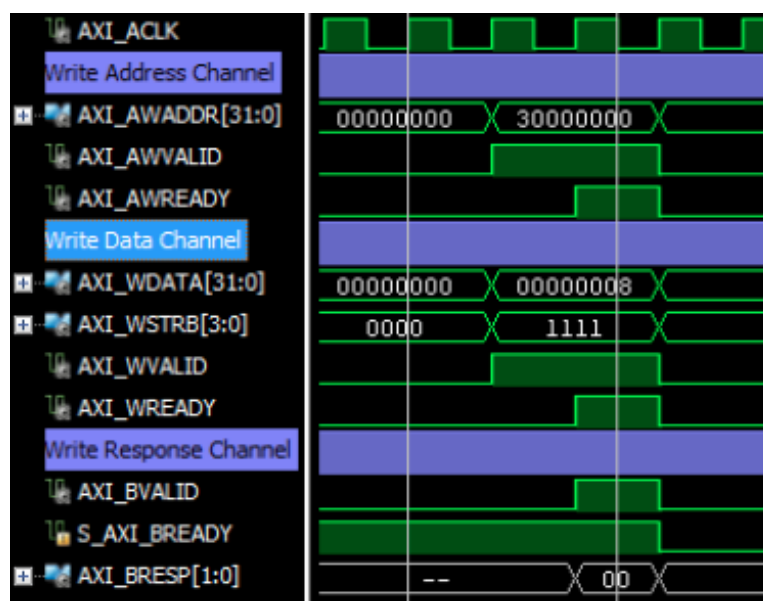 AXI_ACLK
Write Address Channel
AXI_AWADDR[31:0] 00000000 30000000
AXI_AWVALID
AXI_AWREADY
Write Data Channel
AXI_WDATA[31:0] 00000000 00000008
AXI_WSTRB[3:0] 0000 1111
AXI_WVALID
AXI_WREADY
Write Response Channel
AXI_BVALID
S_AXI_BREADY
AXI_BRESP[1:0] -- 00